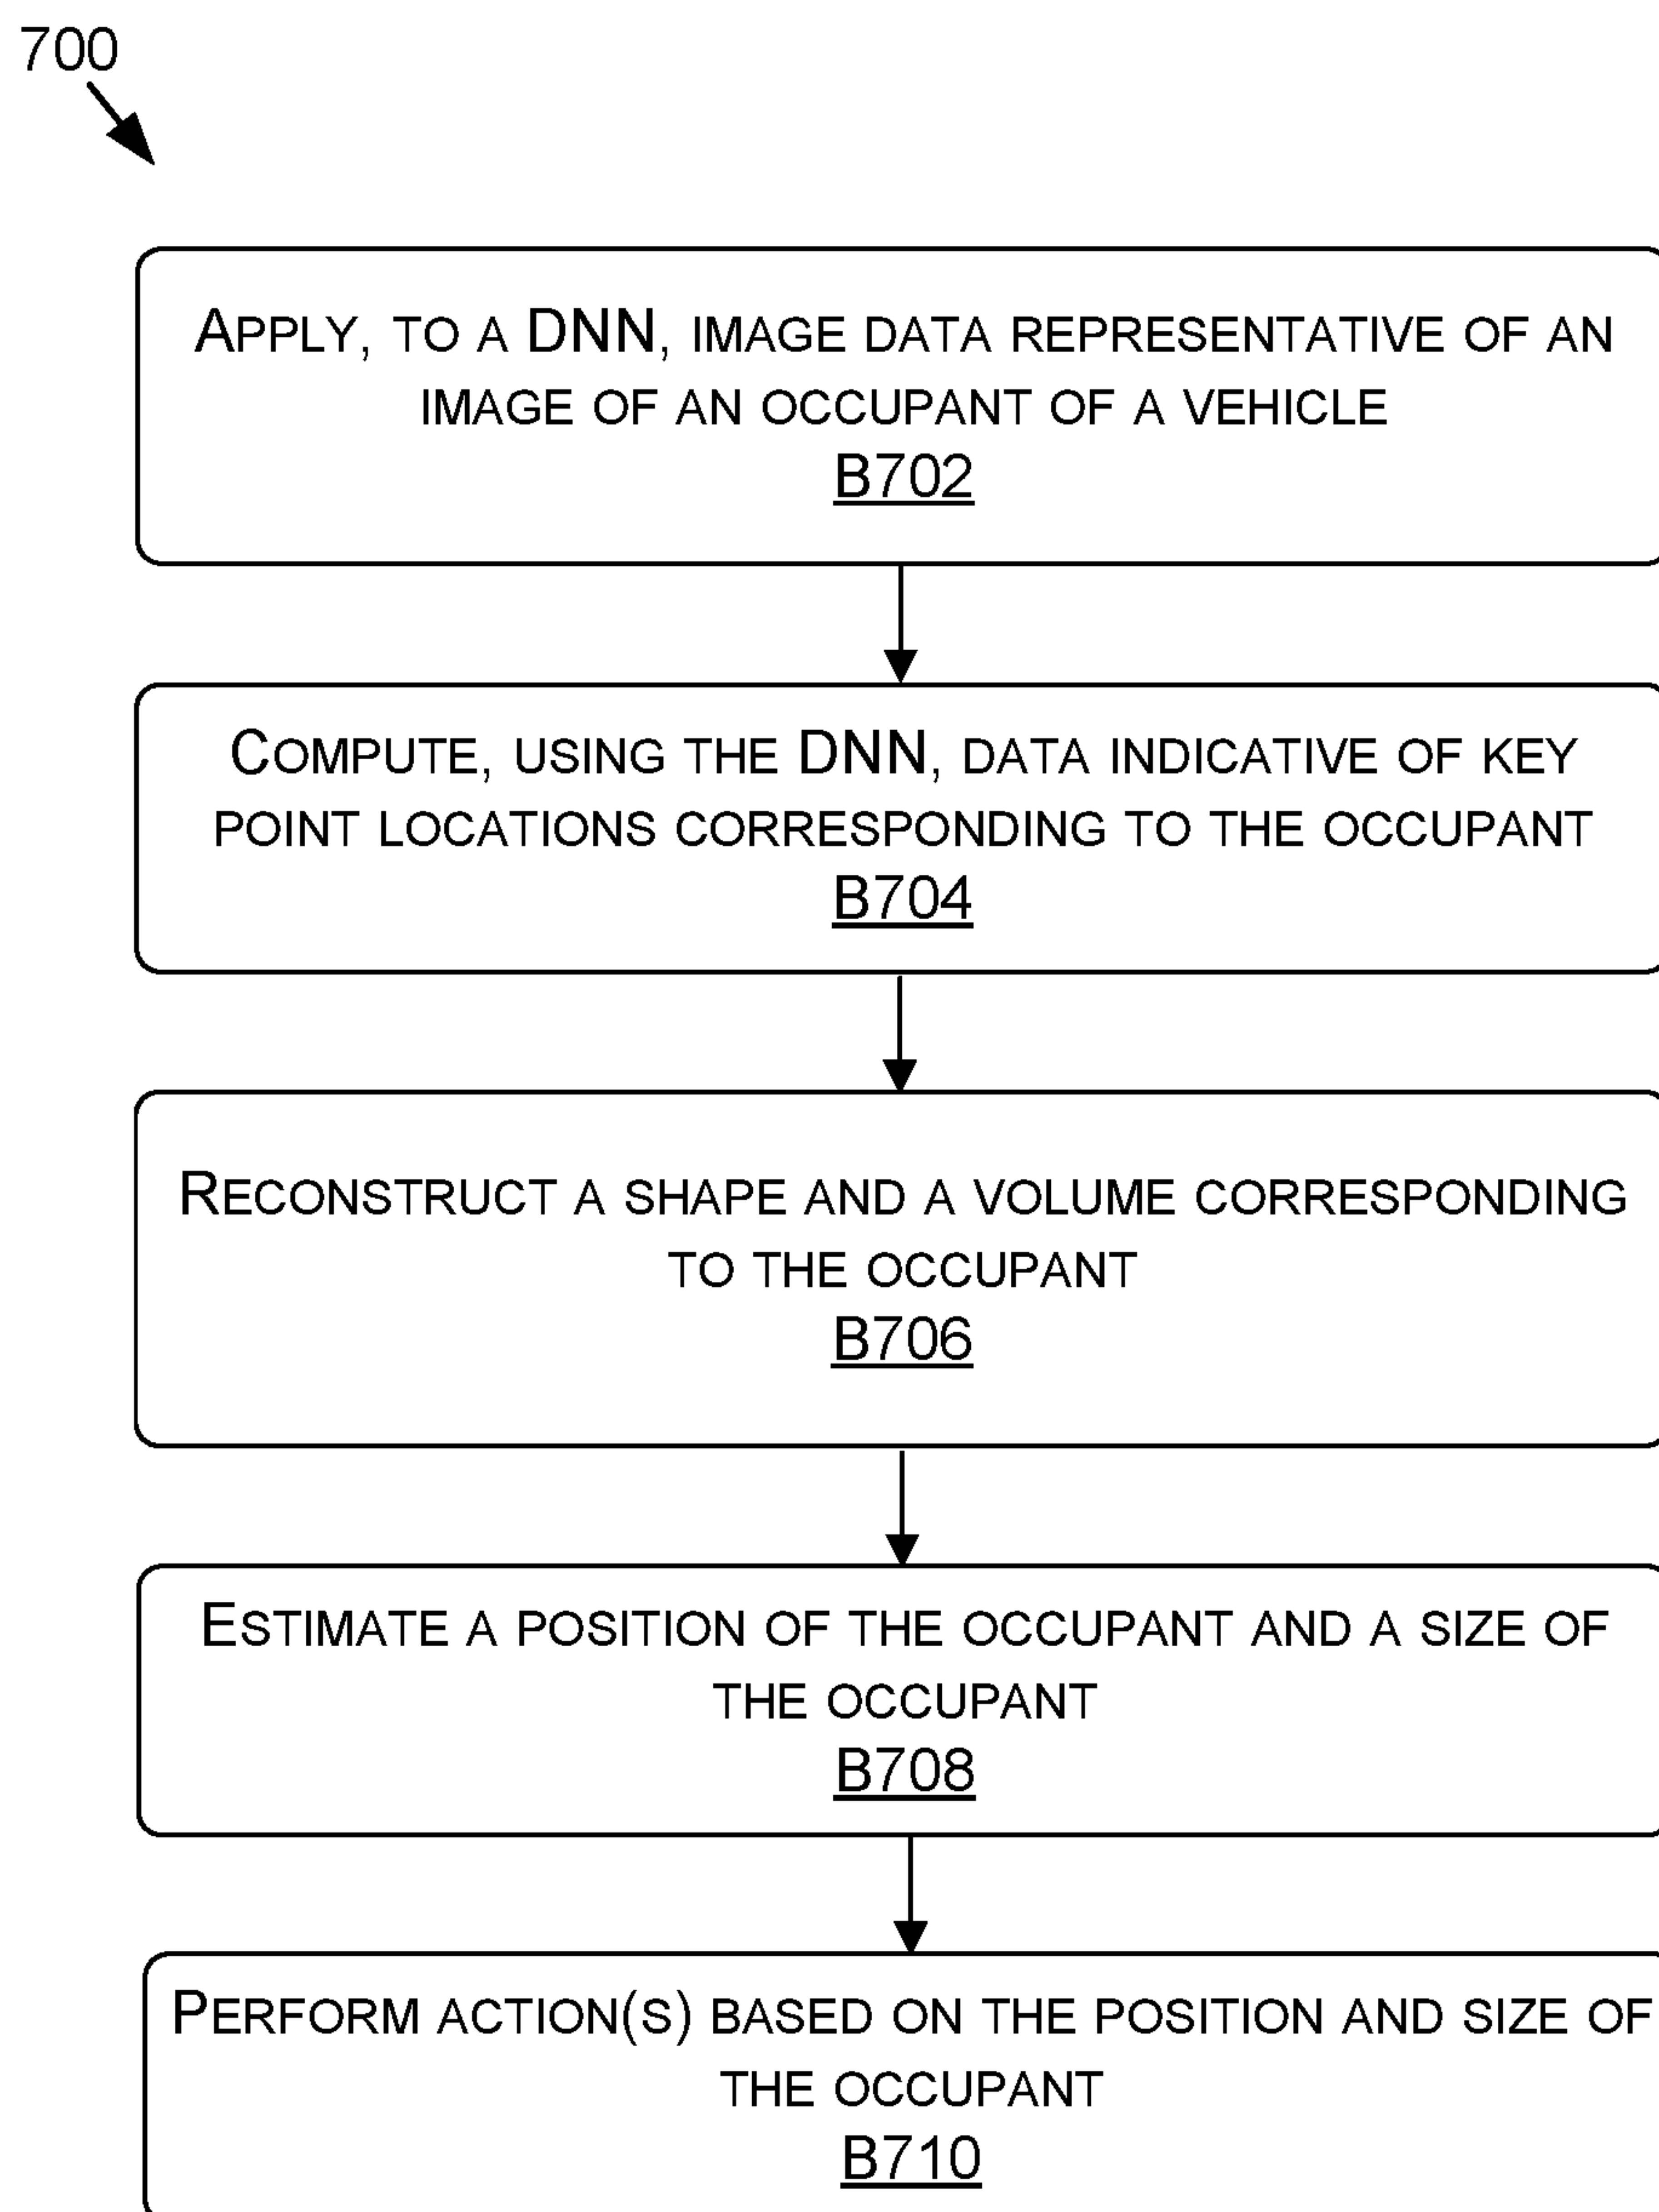 700
APPLY, TO A DNN, IMAGE DATA REPRESENTATIVE OF AN
IMAGE OF AN OCCUPANT OF A VEHICLE
B702
COMPUTE, USING THE DNN, DATA INDICATIVE OF KEY
POINT LOCATIONS CORRESPONDING TO THE OCCUPANT
B704
RECONSTRUCT A SHAPE AND A VOLUME CORRESPONDING
TO THE OCCUPANT
B706
ESTIMATE A POSITION OF THE OCCUPANT AND A SIZE OF
THE OCCUPANT
B708
PERFORM ACTION(S) BASED ON THE POSITION AND SIZE OF
THE OCCUPANT
B710